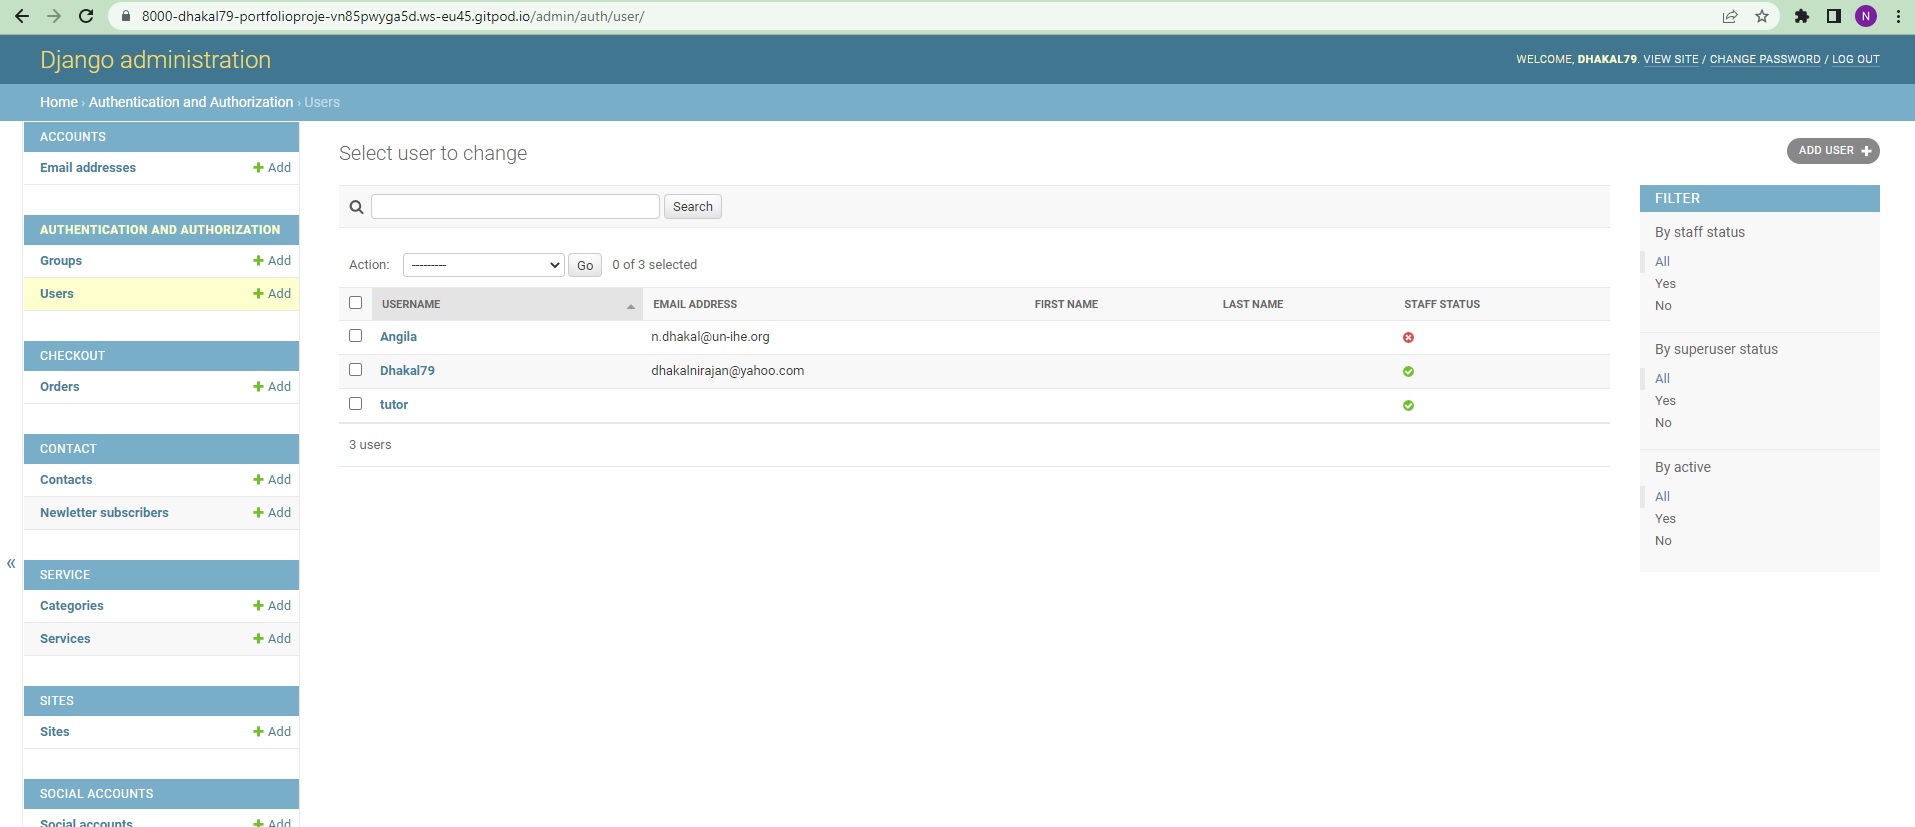 8000-dhakal79-portfolioproje-vn85pwyga5d.ws-eu45.gitpod.io/admin/auth/user/
N
Django administration
WELCOME, DHAKAL79. VIEW SITE / CHANGE PASSWORD / LOG OUT
Home › Authentication and Authorization › Users
ACCOUNTS
Email addresses Add
AUTHENTICATION AND AUTHORIZATION
Groups Add
Users Add
CHECKOUT
Orders Add
CONTACT
Contacts Add
Newletter subscribers Add
«
SERVICE
Categories Add
Services Add
SITES
Sites Add
SOCIAL ACCOUNTS
Social accounts Add
Select user to change
ADD USER
Search
Action: --------- Go 0 of 3 selected
USERNAME EMAIL ADDRESS FIRST NAME LAST NAME STAFF STATUS
Angila n.dhakal@un-ihe.org
Dhakal79 dhakalnirajan@yahoo.com
tutor
3 users
FILTER
By staff status
All
Yes
No
By superuser status
All
Yes
No
By active
All
Yes
No